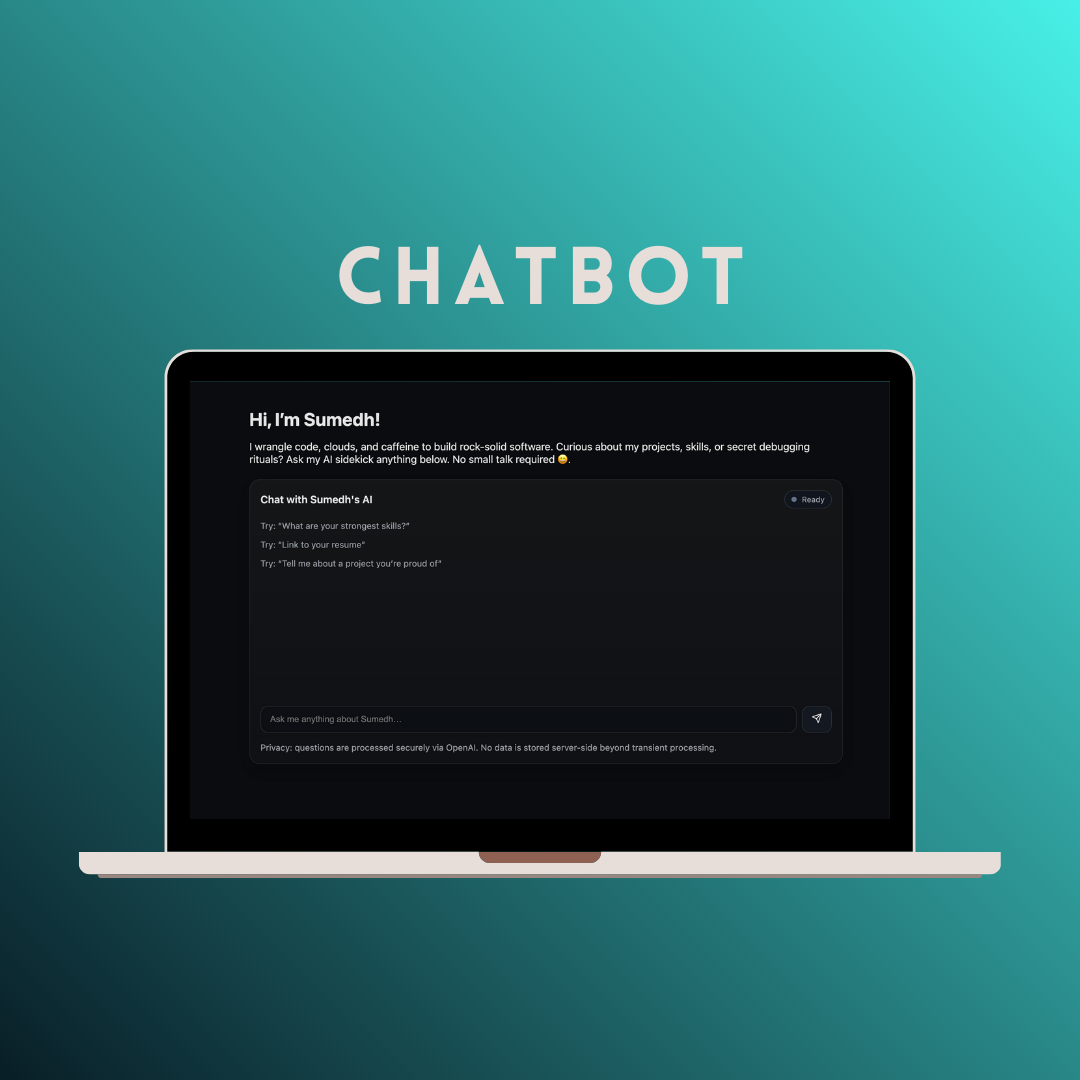 CHATBOT
Hi, I’m Sumedh!
I wrangle code, clouds, and caffeine to build rock-solid software. Curious about my projects, skills, or secret debugging
rituals? Ask my AI sidekick anything below. No small talk required 😄.
Chat with Sumedh's AI
Ready
Try: “What are your strongest skills?”
Try: “Link to your resume”
Try: “Tell me about a project you’re proud of”
Ask me anything about Sumedh…
Privacy: questions are processed securely via OpenAI. No data is stored server-side beyond transient processing.